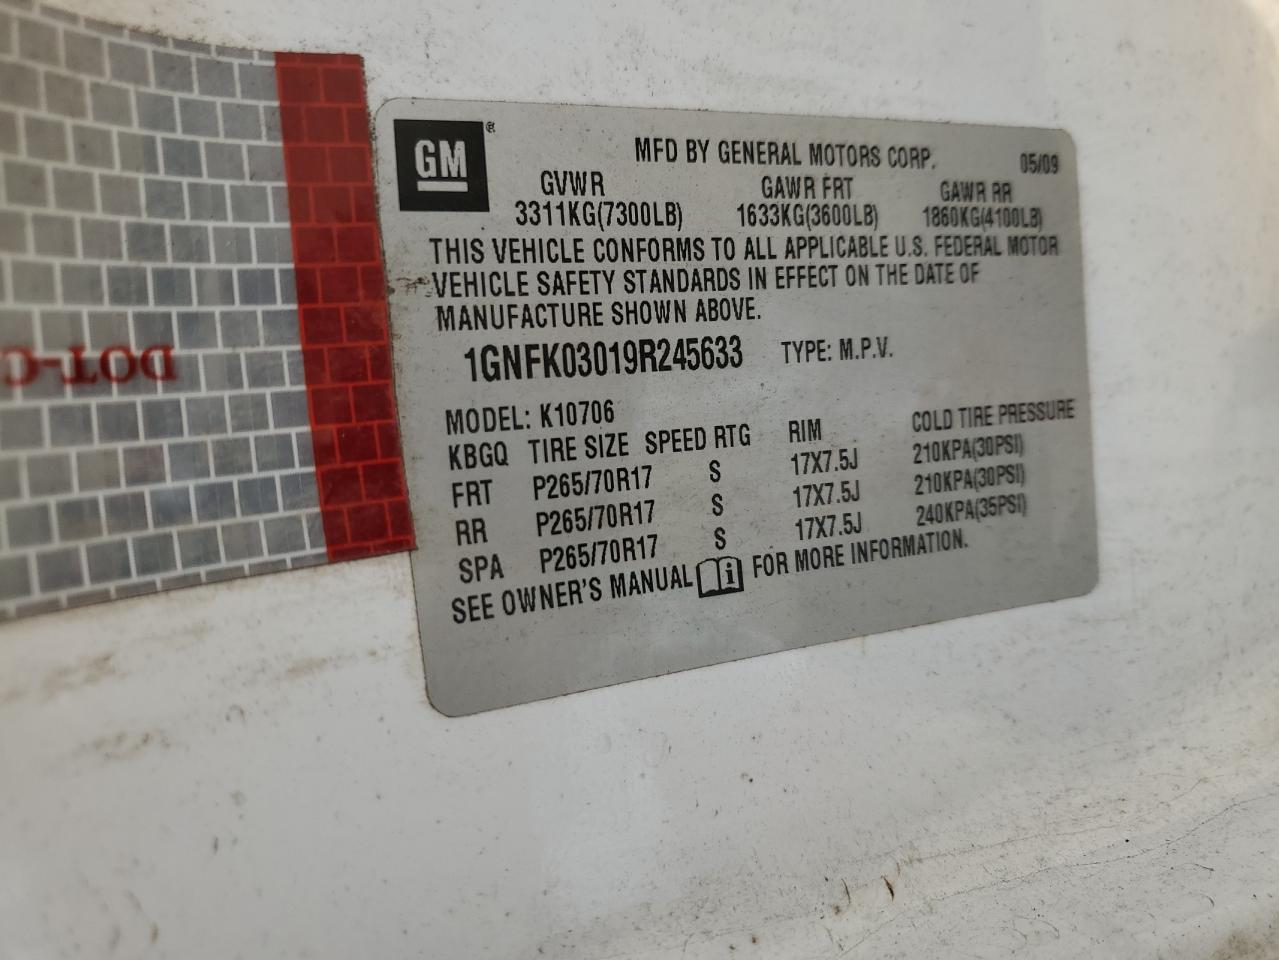 GM®
MFD BY GENERAL MOTORS CORP. 05/09
GVWR GAWR FRT GAWR RR
3311KG(7300LB) 1633KG(3600LB) 1860KG(4100LB)
THIS VEHICLE CONFORMS TO ALL APPLICABLE U.S. FEDERAL MOTOR
VEHICLE SAFETY STANDARDS IN EFFECT ON THE DATE OF
MANUFACTURE SHOWN ABOVE.
1GNFK03019R245633 TYPE: M.P.V.
MODEL: K10706
KBGQ TIRE SIZE SPEED RTG RIM COLD TIRE PRESSURE
FRT P265/70R17 S 17X7.5J 210KPA(30PSI)
RR P265/70R17 S 17X7.5J 210KPA(30PSI)
SPA P265/70R17 S 17X7.5J 240KPA(35PSI)
SEE OWNER'S MANUAL i FOR MORE INFORMATION.
DOT-C